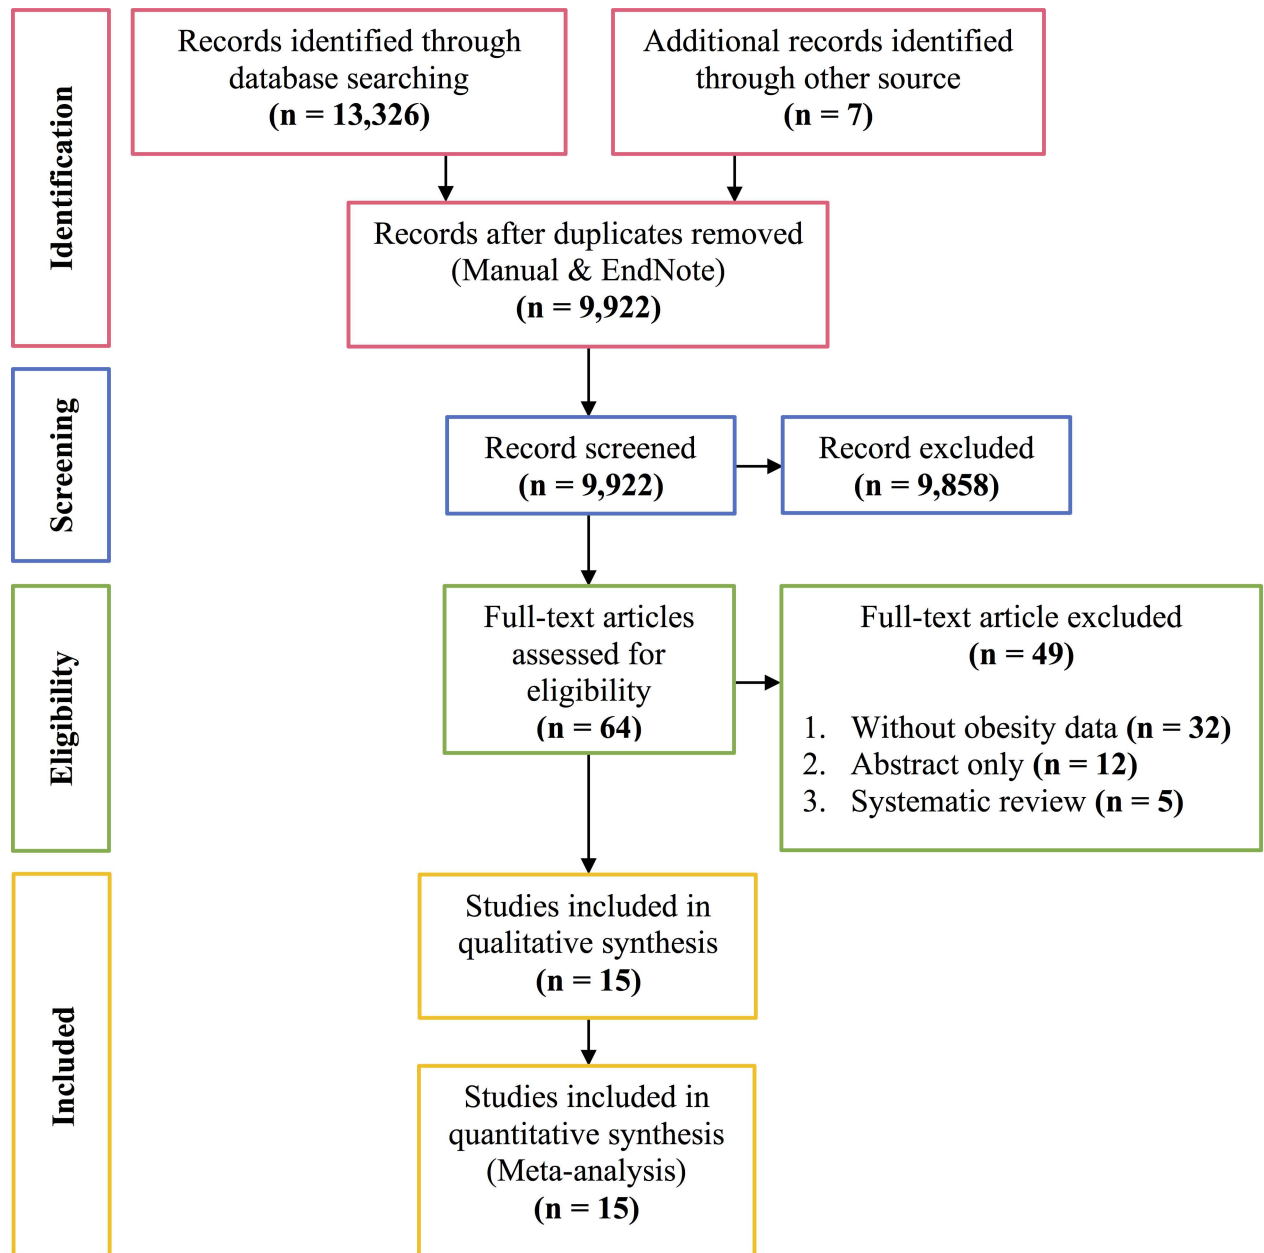 Identification
Records identified through
database searching
(n = 13,326)
Additional records identified
through other source
(n = 7)
Records after duplicates removed
(Manual & EndNote)
(n = 9,922)
Screening
Record screened
(n = 9,922)
Record excluded
(n = 9,858)
Eligibility
Full-text articles
assessed for
eligibility
(n = 64)
Full-text article excluded
(n = 49)
1. Without obesity data (n = 32)
2. Abstract only (n = 12)
3. Systematic review (n = 5)
Included
Studies included in
qualitative synthesis
(n = 15)
Studies included in
quantitative synthesis
(Meta-analysis)
(n = 15)